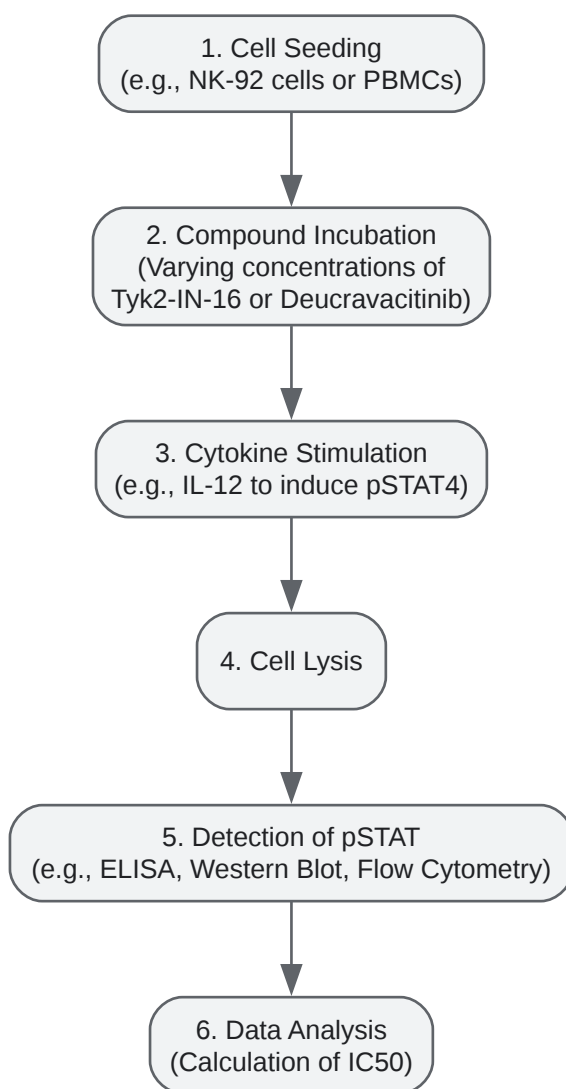 1. Cell Seeding
(e.g., NK-92 cells or PBMCs)
2. Compound Incubation
(Varying concentrations of
Tyk2-IN-16 or Deucravacitinib)
3. Cytokine Stimulation
(e.g., IL-12 to induce pSTAT4)
4. Cell Lysis
5. Detection of pSTAT
(e.g., ELISA, Western Blot, Flow Cytometry)
6. Data Analysis
(Calculation of IC50)